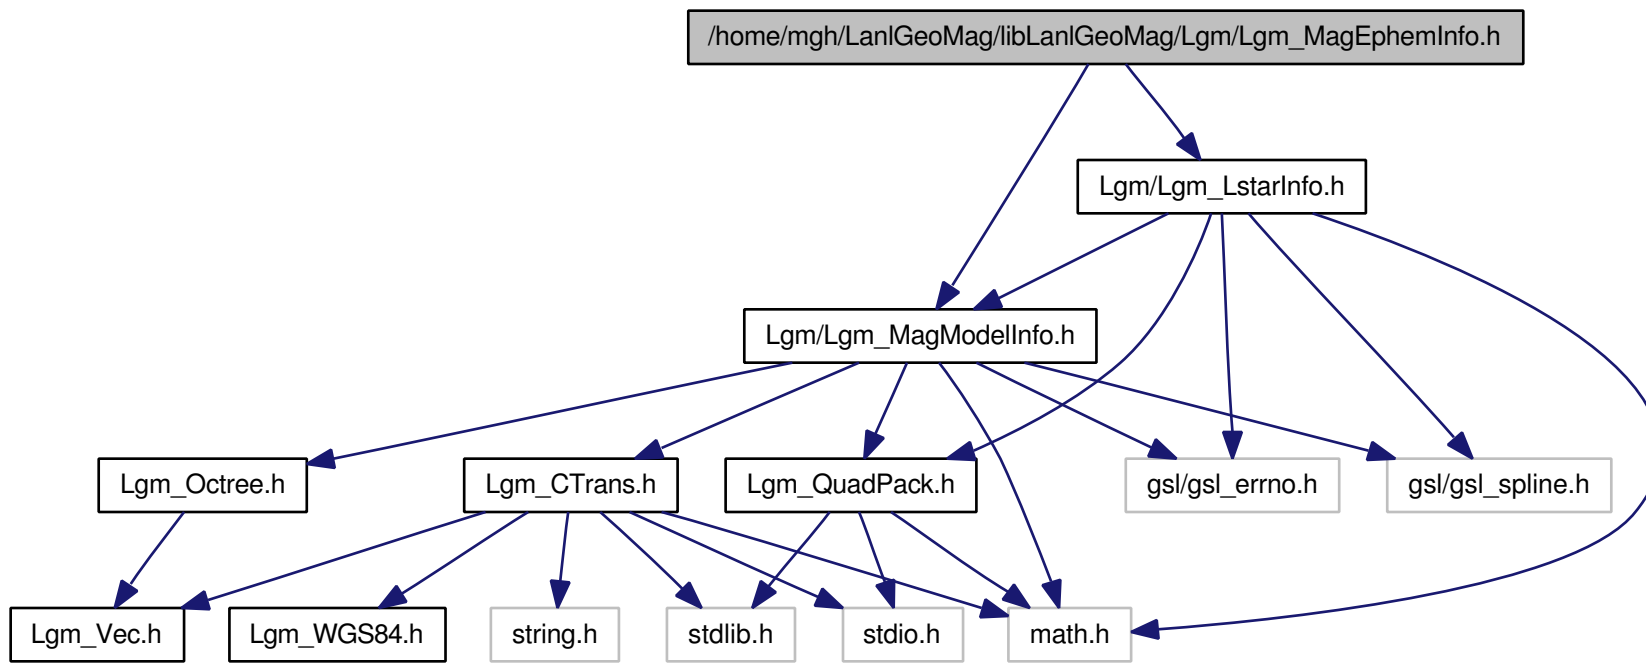 /home/mgh/LanlGeoMag/libLanlGeoMag/Lgm/Lgm_MagEphemInfo.h
Lgm/Lgm_LstarInfo.h
Lgm/Lgm_MagModelInfo.h
Lgm_Octree.h
Lgm_CTrans.h
Lgm_QuadPack.h
gsl/gsl_errno.h
gsl/gsl_spline.h
Lgm_Vec.h
Lgm_WGS84.h
string.h
stdlib.h
stdio.h
math.h